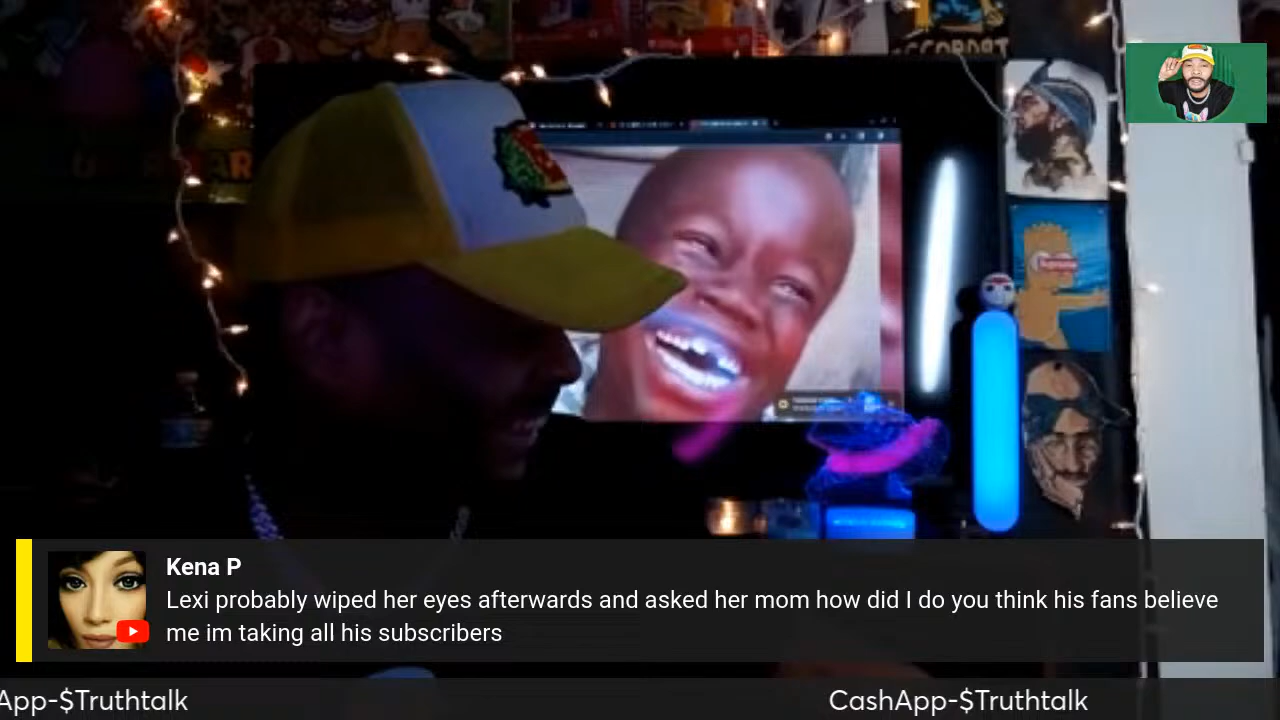 Kena P
Lexi probably wiped her eyes afterwards and asked her mom how did I do you think his fans believe
me im taking all his subscribers
App-$Truthtalk
CashApp-$Truthtalk